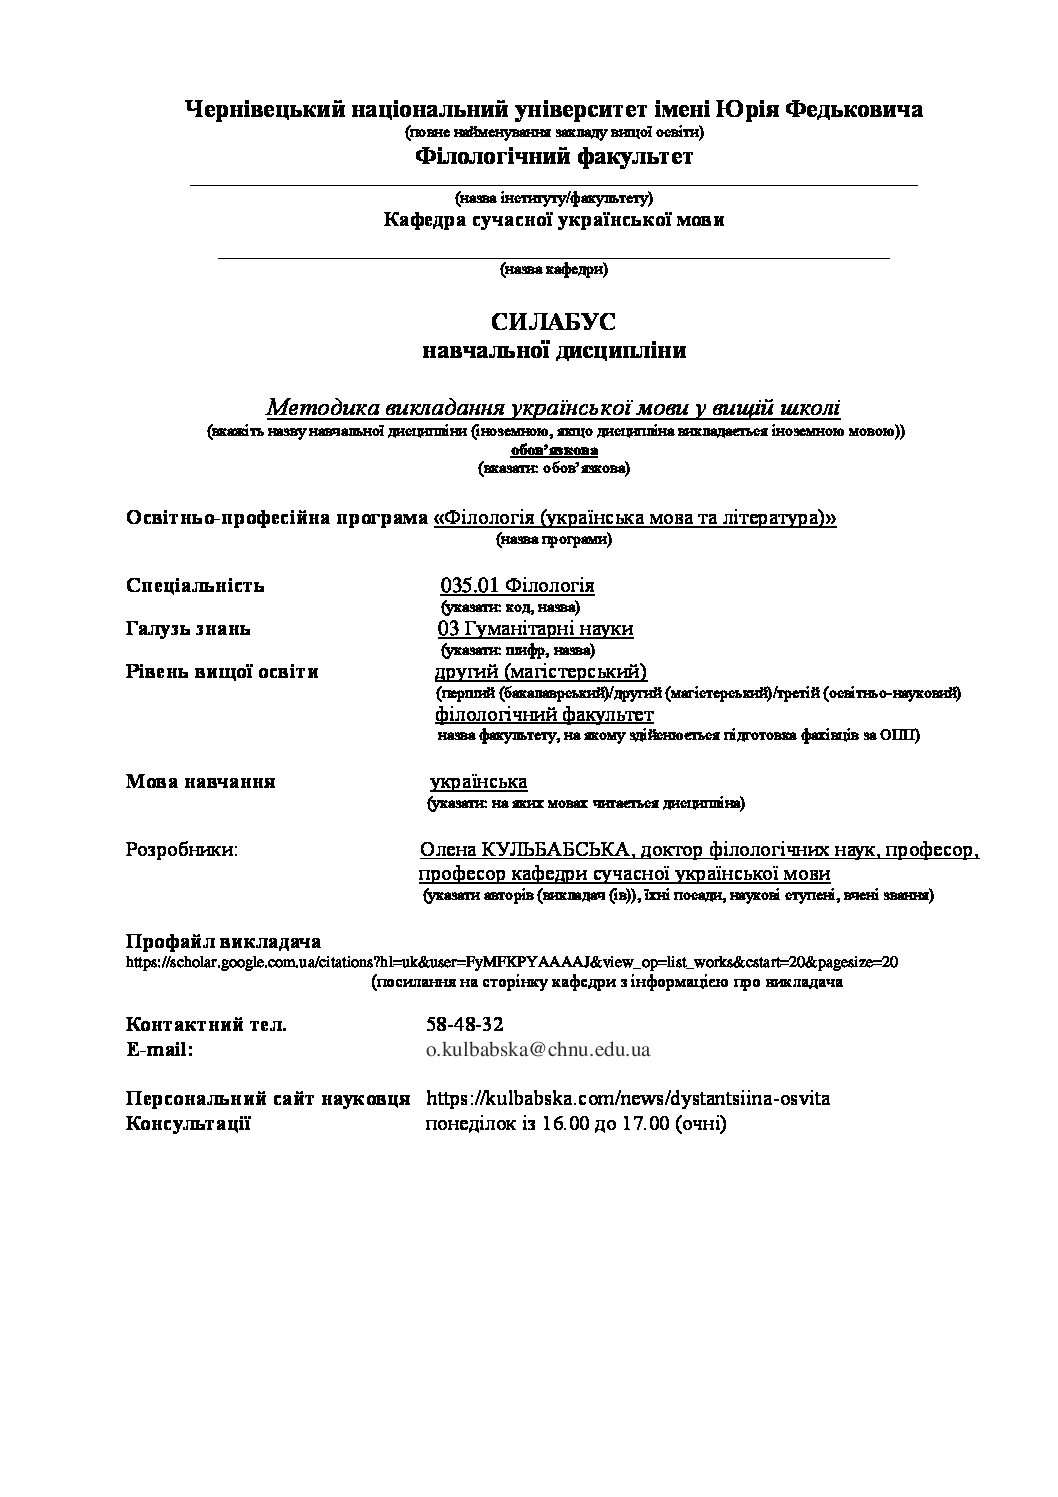 Чернівецький національний університет імені Юрія Федьковича
(повне найменування закладу вищої освіти)
Філологічний факультет
(назва інституту/факультету)
Кафедра сучасної української мови
(назва кафедри)
СИЛАБУС
навчальної дисципліни
Методика викладання української мови у вищій школі
(вкажіть назву навчальної дисципліни (іноземною, якщо дисципліна викладається іноземною мовою))
обов’язкова
(вказати: обов’язкова)
Освітньо-професійна програма «Філологія (українська мова та література)»
(назва програми)
Спеціальність 035.01 Філологія
(указати: код, назва)
Галузь знань 03 Гуманітарні науки
(указати: шифр, назва)
Рівень вищої освіти другий (магістерський)
(перший (бакалаврський)/другий (магістерський)/третій (освітньо-науковий)
філологічний факультет
назва факультету, на якому здійснюється підготовка фахівців за ОПП)
Мова навчання українська
(указати: на яких мовах читається дисципліна)
Розробники: Олена КУЛЬБАБСЬКА, доктор філологічних наук, професор,
професор кафедри сучасної української мови
(указати авторів (викладач (ів)), їхні посади, наукові ступені, вчені звання)
Профайл викладача
https://scholar.google.com.ua/citations?hl=uk&user=FyMFKPYAAAAJ&view_op=list_works&cstart=20&pagesize=20
(посилання на сторінку кафедри з інформацією про викладача
Контактний тел. 58-48-32
E-mail: o.kulbabska@chnu.edu.ua
Персональний сайт науковця https://kulbabska.com/news/dystantsiina-osvita
Консультації понеділок із 16.00 до 17.00 (очні)